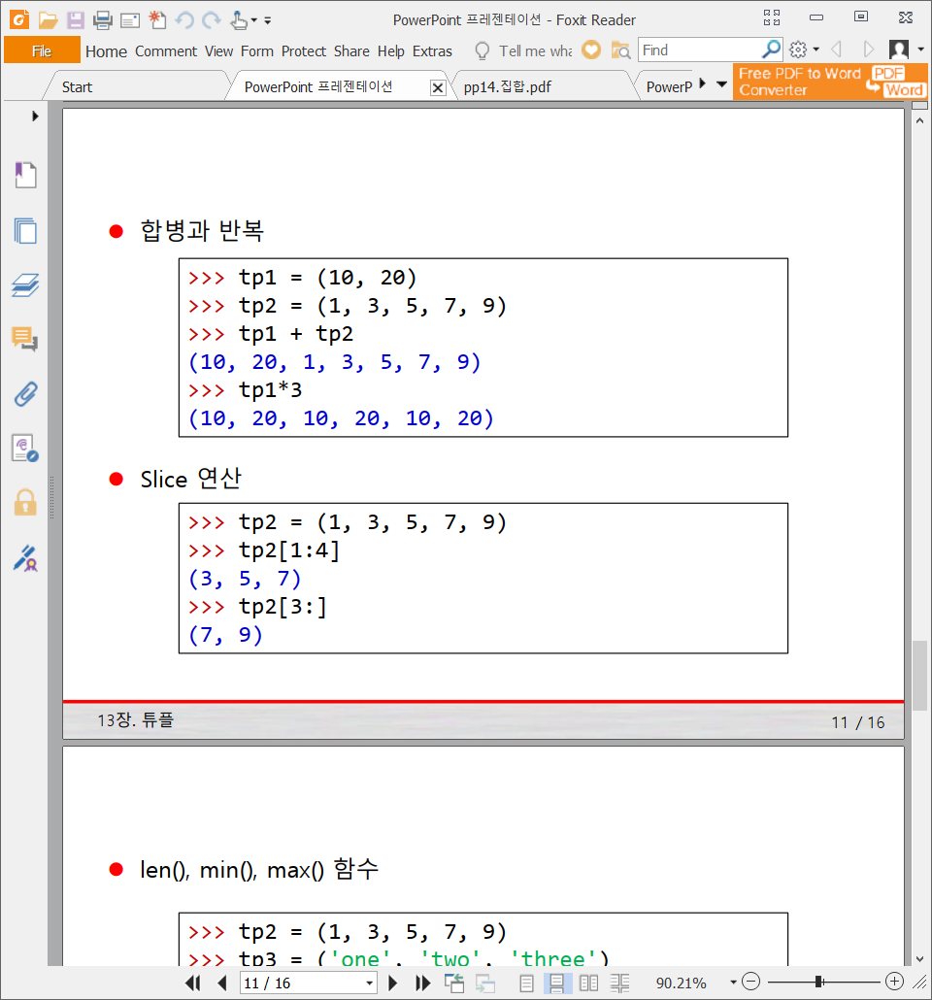 PowerPoint 프레젠테이션 - Foxit Reader
File Home Comment View Form Protect Share Help Extras Tell me wha Find
Start PowerPoint 프레젠테이션 pp14.집합.pdf PowerP
Free PDF to Word PDF
Converter Word
합병과 반복
>>> tp1 = (10, 20)
>>> tp2 = (1, 3, 5, 7, 9)
>>> tp1 + tp2
(10, 20, 1, 3, 5, 7, 9)
>>> tp1*3
(10, 20, 10, 20, 10, 20)
Slice 연산
>>> tp2 = (1, 3, 5, 7, 9)
>>> tp2[1:4]
(3, 5, 7)
>>> tp2[3:]
(7, 9)
13장. 튜플 11 / 16
len(), min(), max() 함수
>>> tp2 = (1, 3, 5, 7, 9)
>>> tp3 = ('one', 'two', 'three')
11 / 16 90.21%